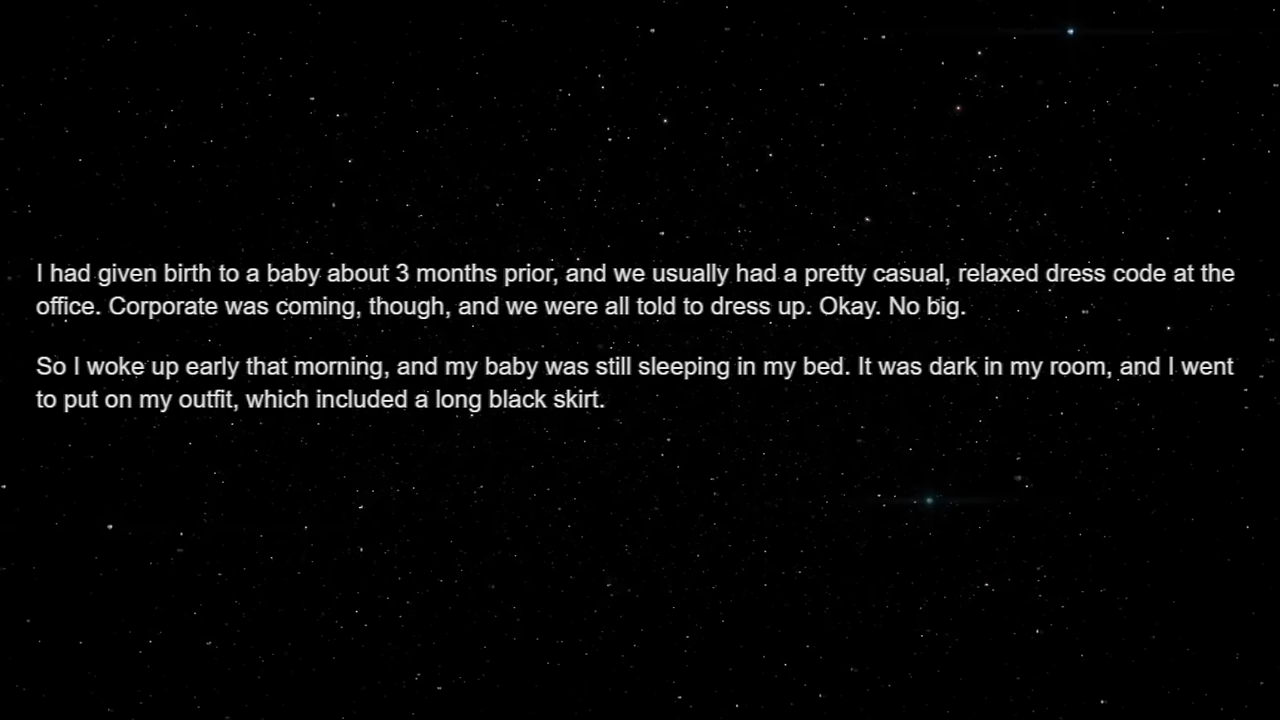 I had given birth to a baby about 3 months prior, and we usually had a pretty casual, relaxed dress code at the
office. Corporate was coming, though, and we were all told to dress up. Okay. No big.
So I woke up early that morning, and my baby was still sleeping in my bed. It was dark in my room, and I went
to put on my outfit, which included a long black skirt.